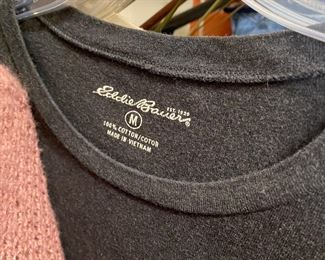 Eddie Bauer®
EST. 1920
M
100% COTTON/COTON
MADE IN VIETNAM